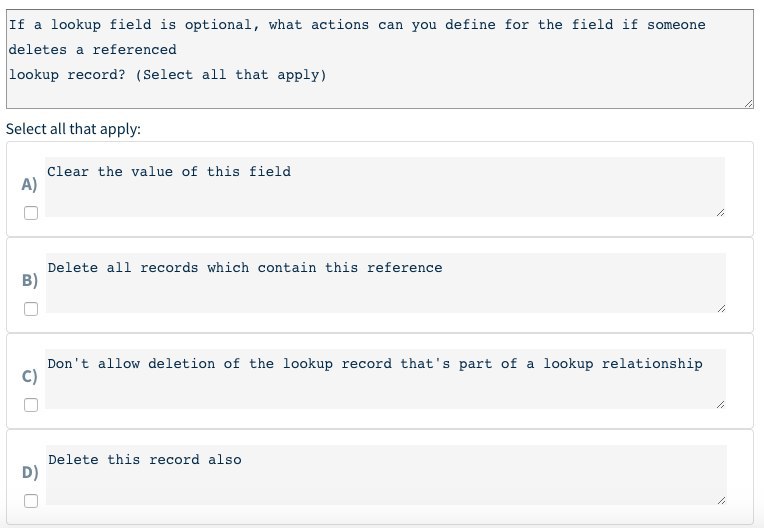 If a lookup field is optional, what actions can you define for the field if someone
deletes a referenced
lookup record? (Select all that apply)
Select all that apply:
A)
Clear the value of this field
B)
Delete all records which contain this reference
C)
Don't allow deletion of the lookup record that's part of a lookup relationship
D)
Delete this record also